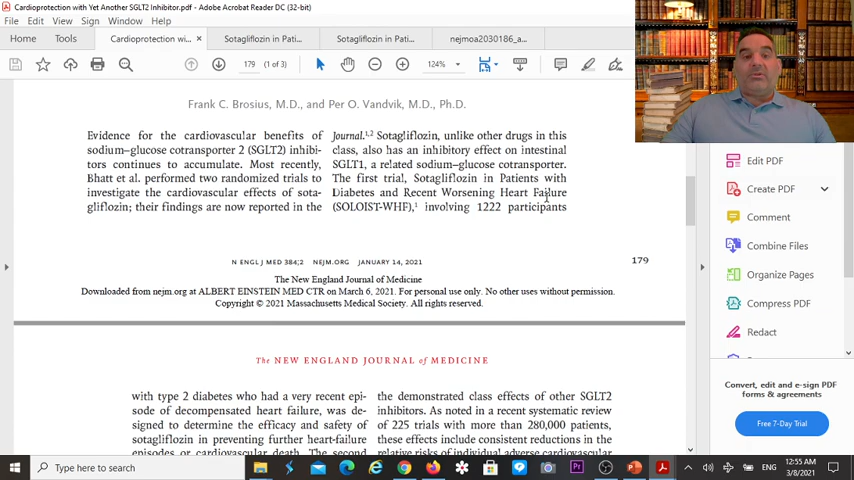 Cardioprotection with Yet Another SGLT2 Inhibitor.pdf - Adobe Acrobat Reader DC (32-bit)
File Edit View Sign Window Help
Home Tools Cardioprotection wi... × Sotagliflozin in Pati... Sotagliflozin in Pati... nejmoa2030186_a...
179 (1 of 3) 124%
Frank C. Brosius, M.D., and Per O. Vandvik, M.D., Ph.D.
Evidence for the cardiovascular benefits of
sodium–glucose cotransporter 2 (SGLT2) inhibi-
tors continues to accumulate. Most recently,
Bhatt et al. performed two randomized trials to
investigate the cardiovascular effects of sota-
gliflozin; their findings are now reported in the
Journal.1,2 Sotagliflozin, unlike other drugs in this
class, also has an inhibitory effect on intestinal
SGLT1, a related sodium–glucose cotransporter.
The first trial, Sotagliflozin in Patients with
Diabetes and Recent Worsening Heart Failure
(SOLOIST-WHF),1 involving 1222 participants
N ENGL J MED 384;2 NEJM.ORG JANUARY 14, 2021 179
The New England Journal of Medicine
Downloaded from nejm.org at ALBERT EINSTEIN MED CTR on March 6, 2021. For personal use only. No other uses without permission.
Copyright © 2021 Massachusetts Medical Society. All rights reserved.
The NEW ENGLAND JOURNAL of MEDICINE
with type 2 diabetes who had a very recent epi-
sode of decompensated heart failure, was de-
signed to determine the efficacy and safety of
sotagliflozin in preventing further heart-failure
episodes or cardiovascular death. The second
the demonstrated class effects of other SGLT2
inhibitors. As noted in a recent systematic review
of 225 trials with more than 280,000 patients,
these effects include consistent reductions in the
relative risks of individual adverse cardiovascular
Edit PDF
Create PDF
Comment
Combine Files
Organize Pages
Compress PDF
Redact
Convert, edit and e-sign PDF
forms & agreements
Free 7-Day Trial
Type here to search
ENG
12:55 AM
3/8/2021